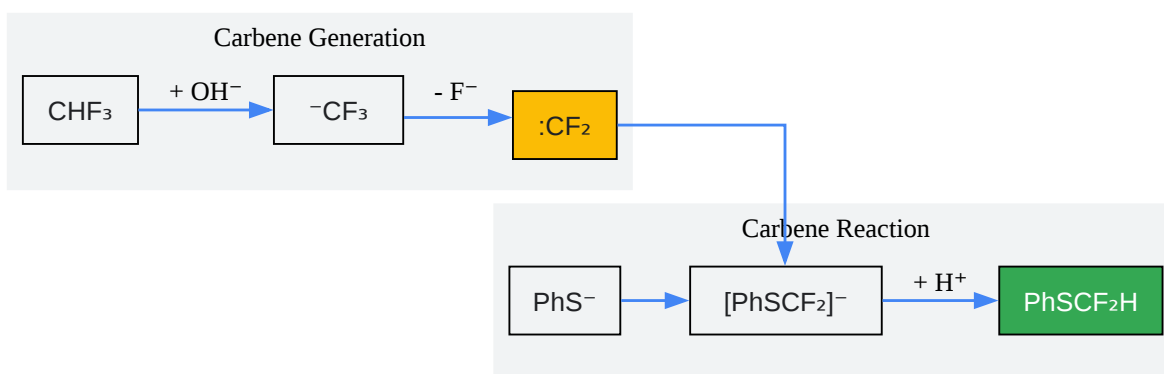 Carbene Generation
CHF₃
+ OH⁻
⁻CF₃
- F⁻
:CF₂
Carbene Reaction
PhS⁻
[PhSCF₂]⁻
+ H⁺
PhSCF₂H